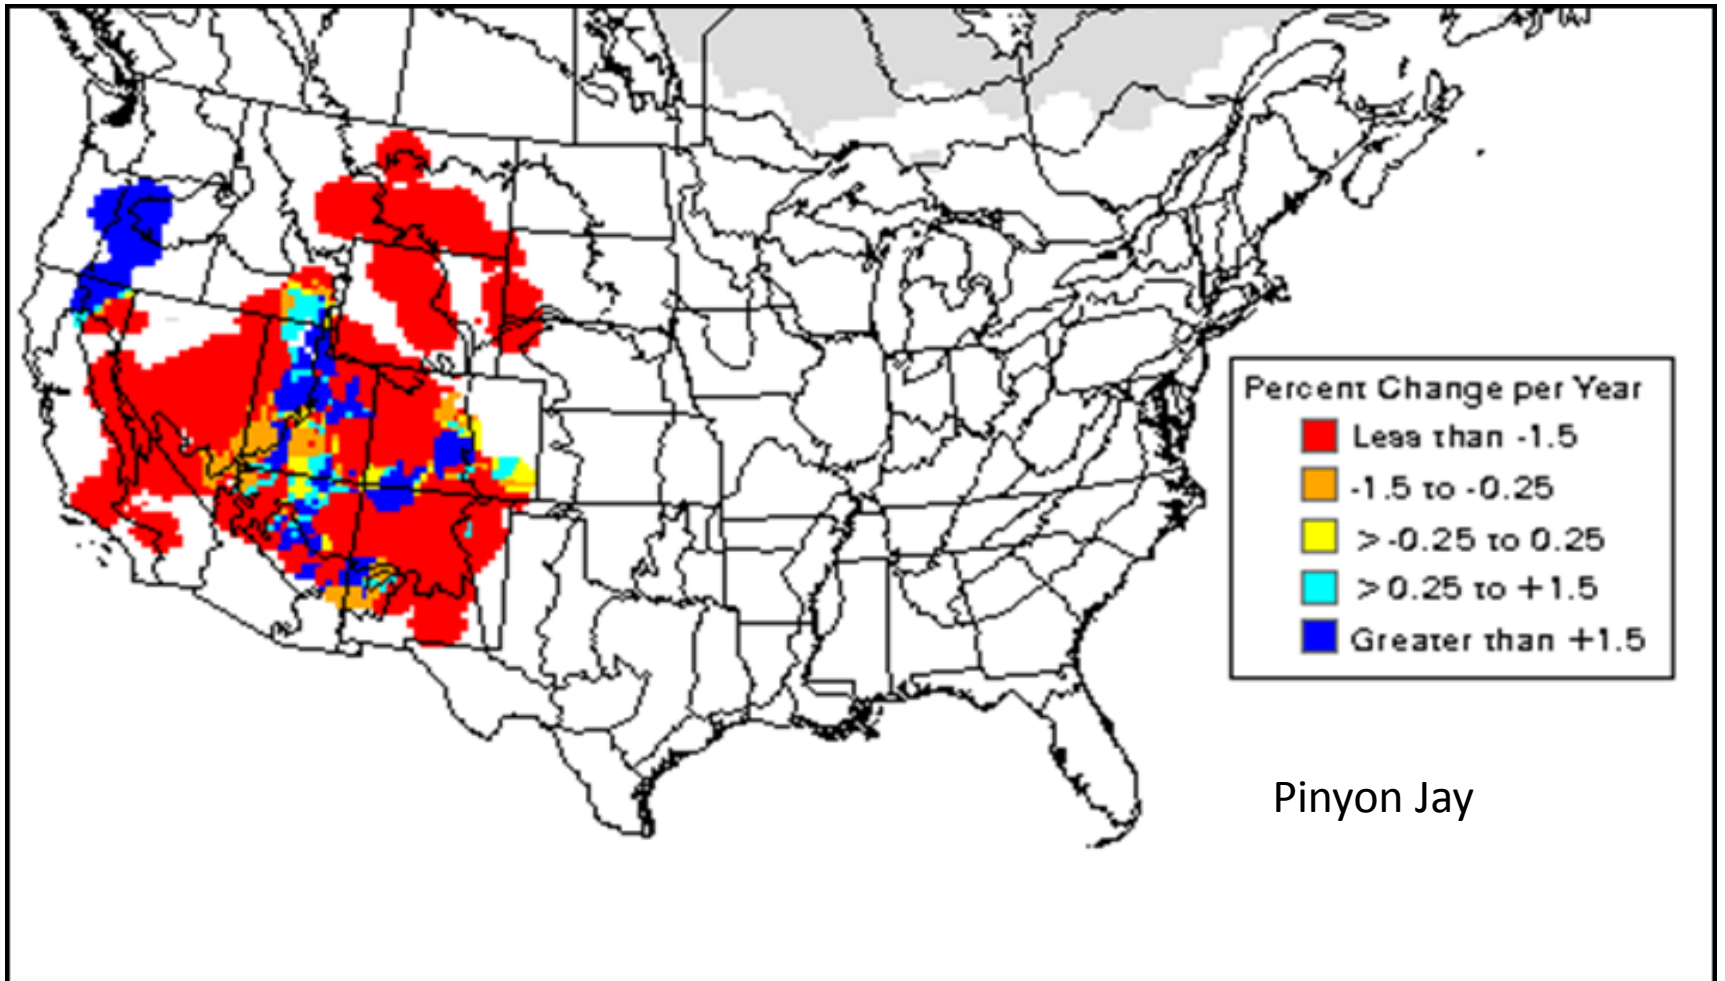 Percent Change per Year
Less than -1.5
-1.5 to -0.25
>-0.25 to 0.25
>0.25 to +1.5
Greater than +1.5
Pinyon Jay